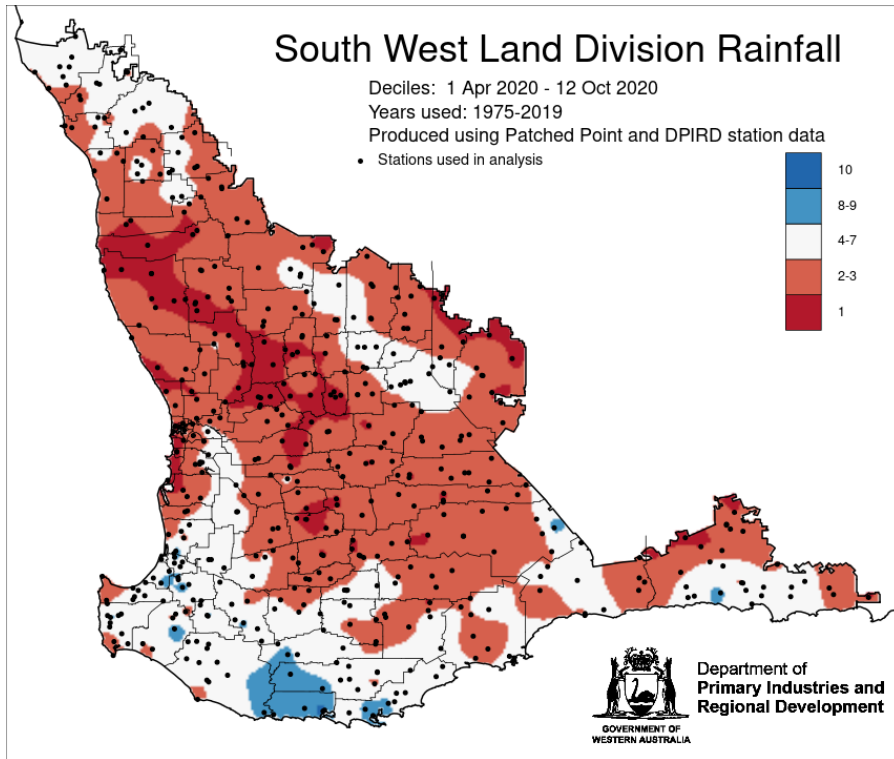 South West Land Division Rainfall
Deciles: 1 Apr 2020 - 12 Oct 2020
Years used: 1975-2019
Produced using Patched Point and DPIRD station data
Stations used in analysis
10
8-9
4-7
2-3
1
Department of
Primary Industries and
Regional Development
GOVERNMENT OF
WESTERN AUSTRALIA